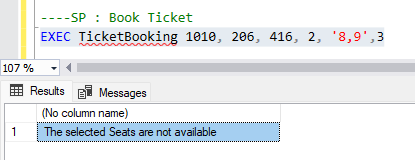 ----SP : Book Ticket
EXEC TicketBooking 1010, 206, 416, 2, '8,9',3
107 %
Results Messages
(No column name)
1 The selected Seats are not available